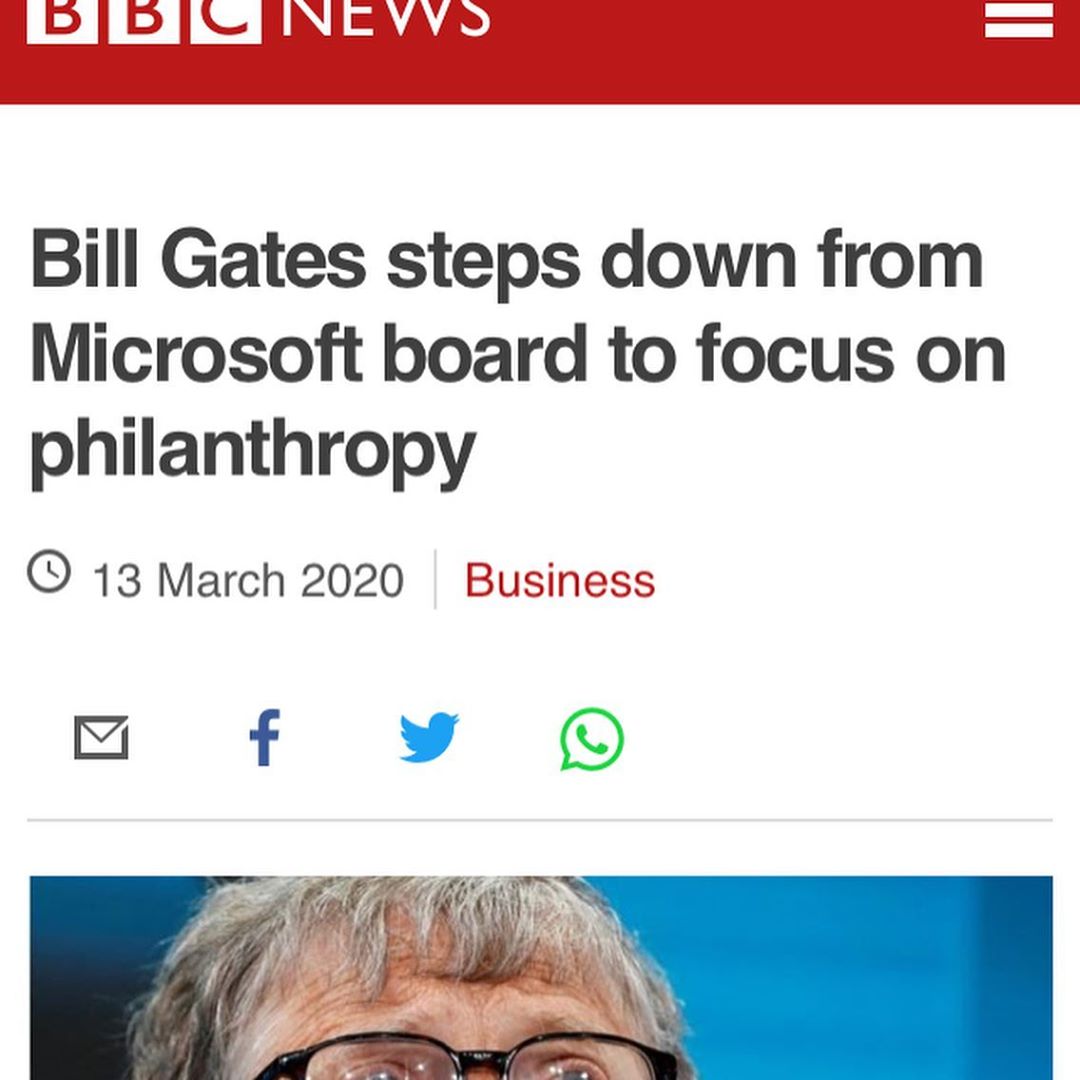 BBC NEWS
Bill Gates steps down from
Microsoft board to focus on
philanthropy
13 March 2020
Business